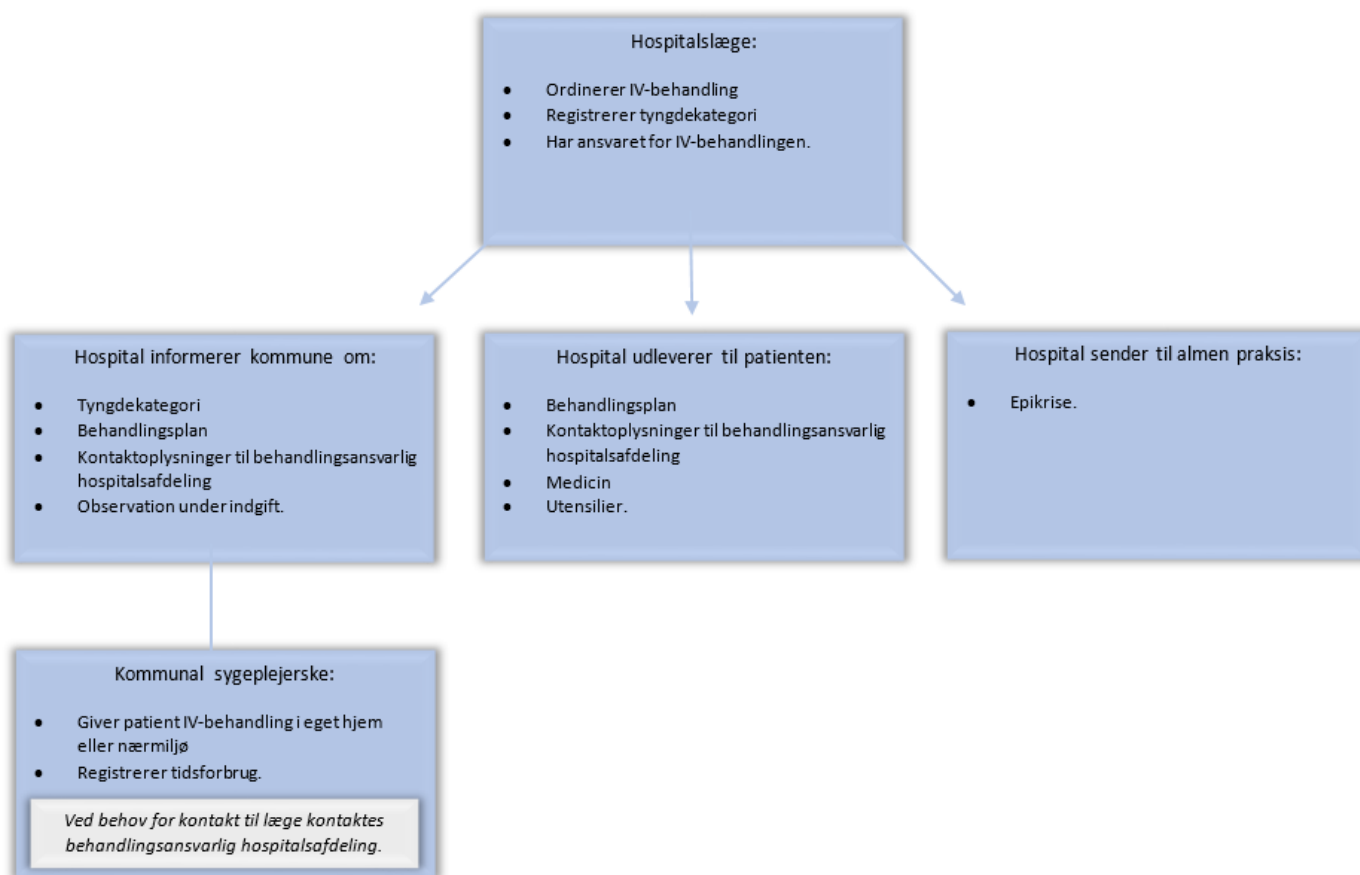 Hospitalslæge:
• Ordinerer IV-behandling
• Registrerer tyngdekategori
• Har ansvaret for IV-behandlingen.
Hospital informerer kommune om:
• Tyngdekategori
• Behandlingsplan
• Kontaktoplysninger til behandlingsansvarlig
hospitalsafdeling
• Observation under indgift.
Hospital udleverer til patienten:
• Behandlingsplan
• Kontaktoplysninger til behandlingsansvarlig
hospitalsafdeling
• Medicin
• Utensilier.
Hospital sender til almen praksis:
• Epikrise.
Kommunal sygeplejerske:
• Giver patient IV-behandling i eget hjem
eller nærmiljø
• Registrerer tidsforbrug.
Ved behov for kontakt til læge kontaktes
behandlingsansvarlig hospitalsafdeling.